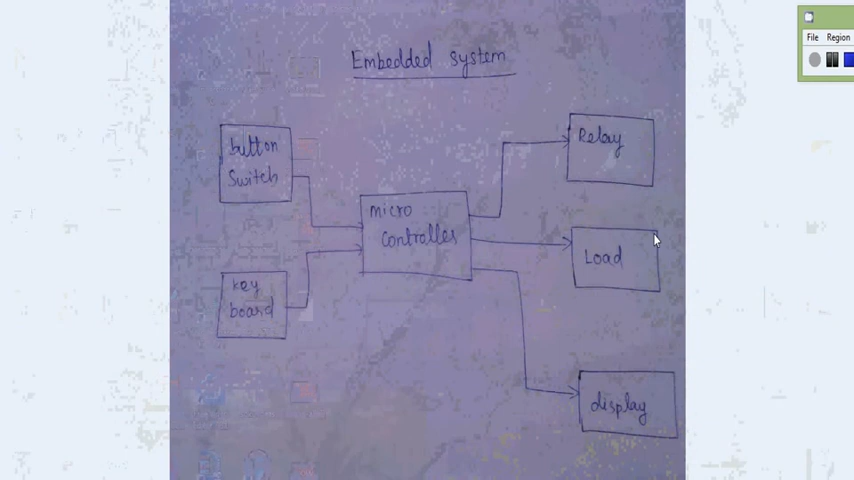 Embedded system
button
Switch
micro
Controller
key
board
Relay
Load
display
File Region